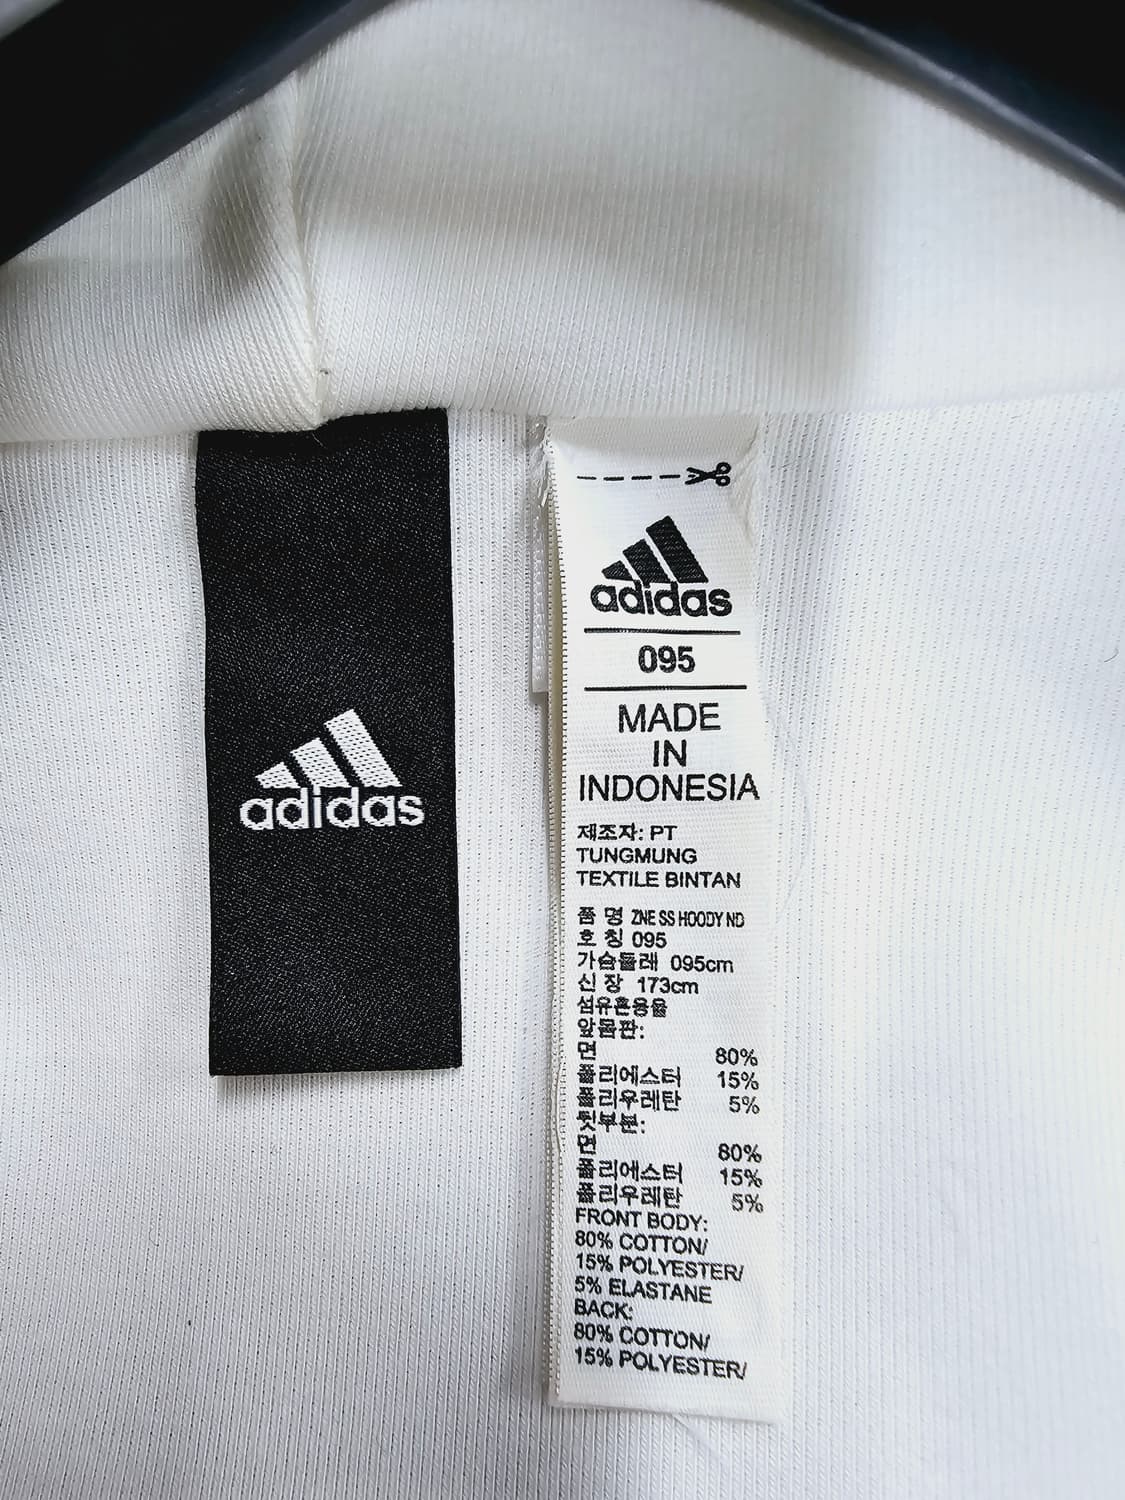 adidas
adidas
095
MADE
IN
INDONESIA
제조자: PT
TUNGMUNG
TEXTILE BINTAN
품 명 ZNE SS HOODY ND
호 칭 095
가슴둘레 095cm
신 장 173cm
섬유혼용율
앞몸판:
면 80%
폴리에스터 15%
폴리우레탄 5%
뒷부분:
면 80%
폴리에스터 15%
폴리우레탄 5%
FRONT BODY:
80% COTTON/
15% POLYESTER/
5% ELASTANE
BACK:
80% COTTON/
15% POLYESTER/